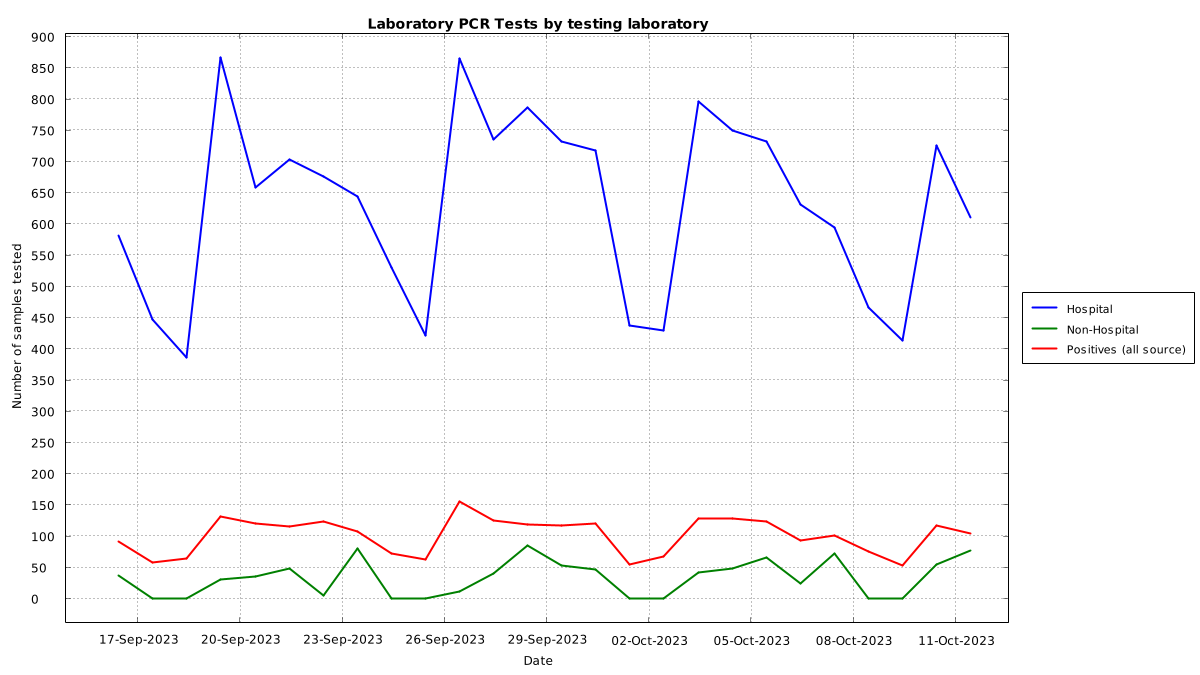 Laboratory PCR Tests by testing laboratory
900
850
800
750
700
650
600
550
500
450
400
350
300
250
200
150
100
50
0
Number of samples tested
17-Sep-2023 20-Sep-2023 23-Sep-2023 26-Sep-2023 29-Sep-2023 02-Oct-2023 05-Oct-2023 08-Oct-2023 11-Oct-2023
Date
Hospital
Non-Hospital
Positives (all source)